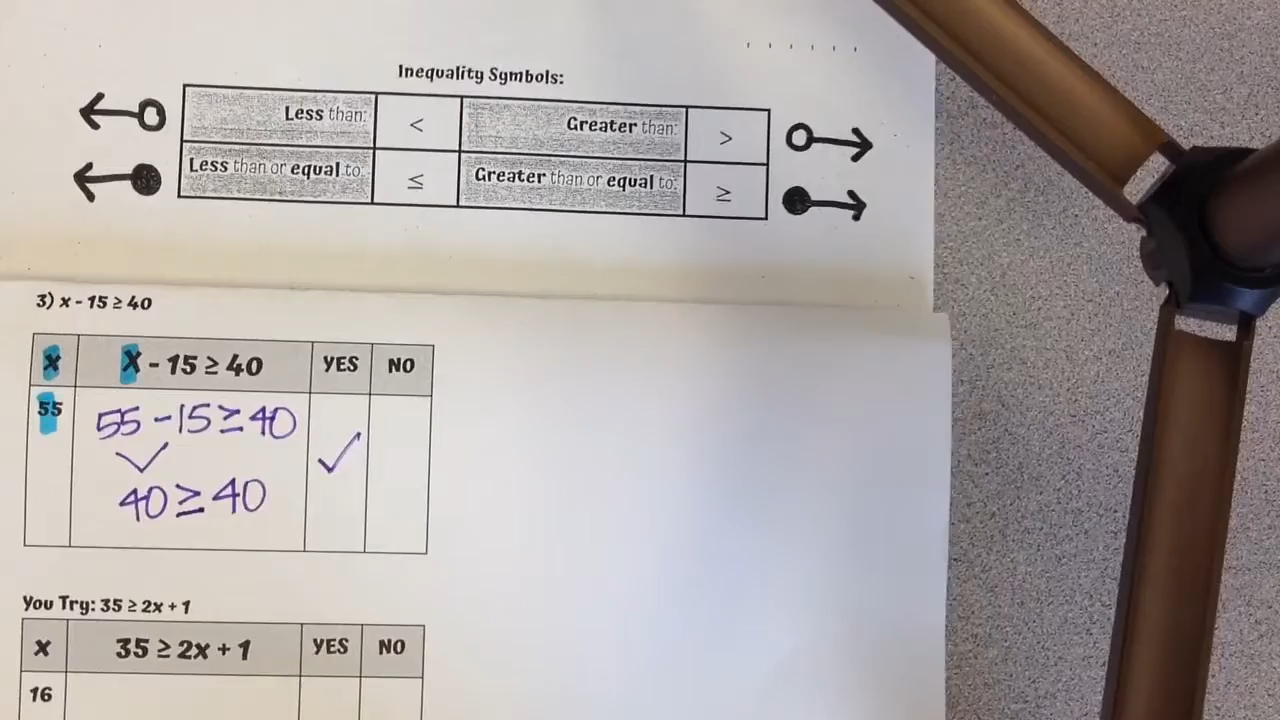 Inequality Symbols:
Less than: < Greater than: >
Less than or equal to: ≤ Greater than or equal to: ≥
3) x - 15 ≥ 40
x X - 15 ≥ 40 YES NO
55 55 - 15 ≥ 40 ✓
40 ≥ 40
You Try: 35 ≥ 2x + 1
x 35 ≥ 2x + 1 YES NO
16